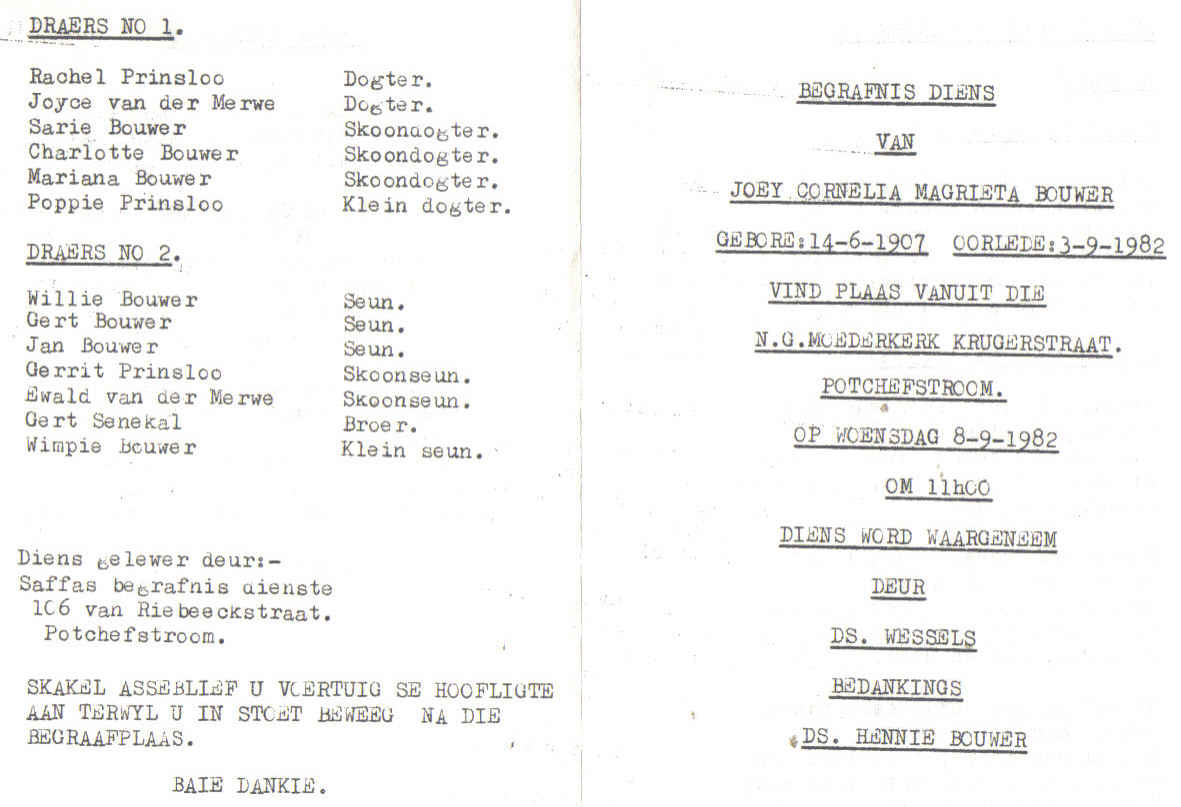 DRAERS NO 1.
Rachel Prinsloo Dogter.
Joyce van der Merwe Dogter.
Sarie Bouwer Skoondogter.
Charlotte Bouwer Skoondogter.
Mariana Bouwer Skoondogter.
Poppie Prinsloo Klein dogter.
DRAERS NO 2.
Willie Bouwer Seun.
Gert Bouwer Seun.
Jan Bouwer Seun.
Gerrit Prinsloo Skoonseun.
Ewald van der Merwe Skoonseun.
Gert Senekal Broer.
Wimpie Bouwer Klein seun.
Diens gelewer deur:-
Saffas begrafnis dienste
106 van Riebeeckstraat.
Potchefstroom.
SKAKEL ASSEBLIEF U VOERTUIG SE HOOFLIGTE
AAN TERWYL U IN STOET BEWEEG NA DIE
BEGRAAFPLAAS.
BAIE DANKIE.
BEGRAFNIS DIENS
VAN
JOEY CORNELIA MAGRIETA BOUWER
GEBORE:14-6-1907 OORLEDE:3-9-1982
VIND PLAAS VANUIT DIE
N.G.MOEDERKERK KRUGERSTRAAT.
POTCHEFSTROOM.
OP WOENSDAG 8-9-1982
OM 11h00
DIENS WORD WAARGENEEM
DEUR
DS. WESSELS
BEDANKINGS
DS. HENNIE BOUWER